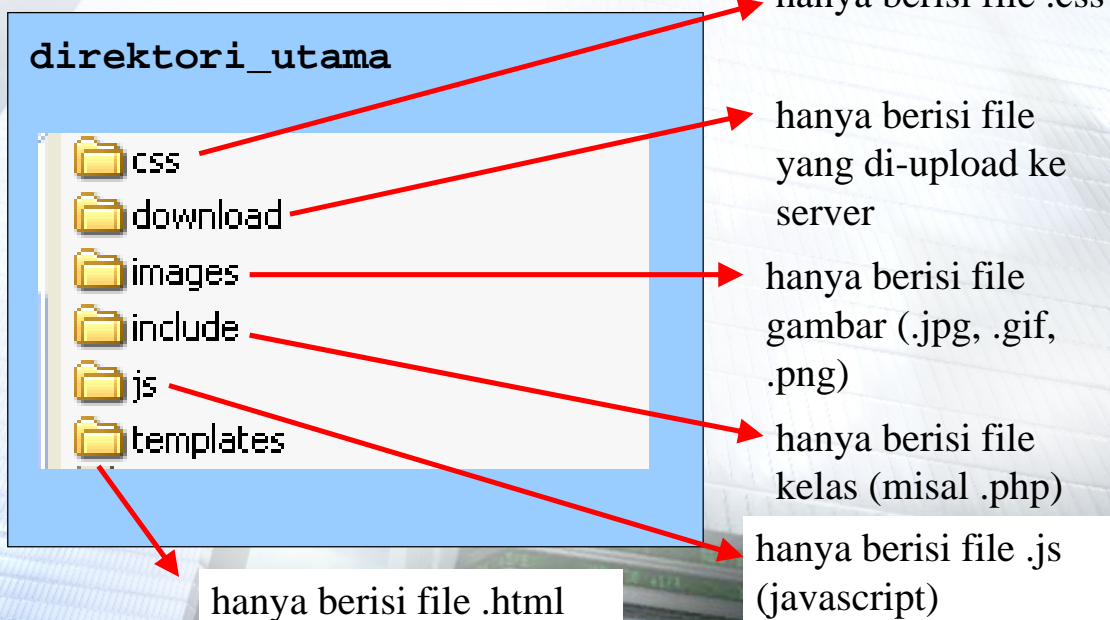 hanya berisi file .css
direktori_utama
css
download
images
include
js
templates
hanya berisi file
yang di-upload ke
server
hanya berisi file
gambar (.jpg, .gif,
.png)
hanya berisi file
kelas (misal .php)
hanya berisi file .js
(javascript)
hanya berisi file .html